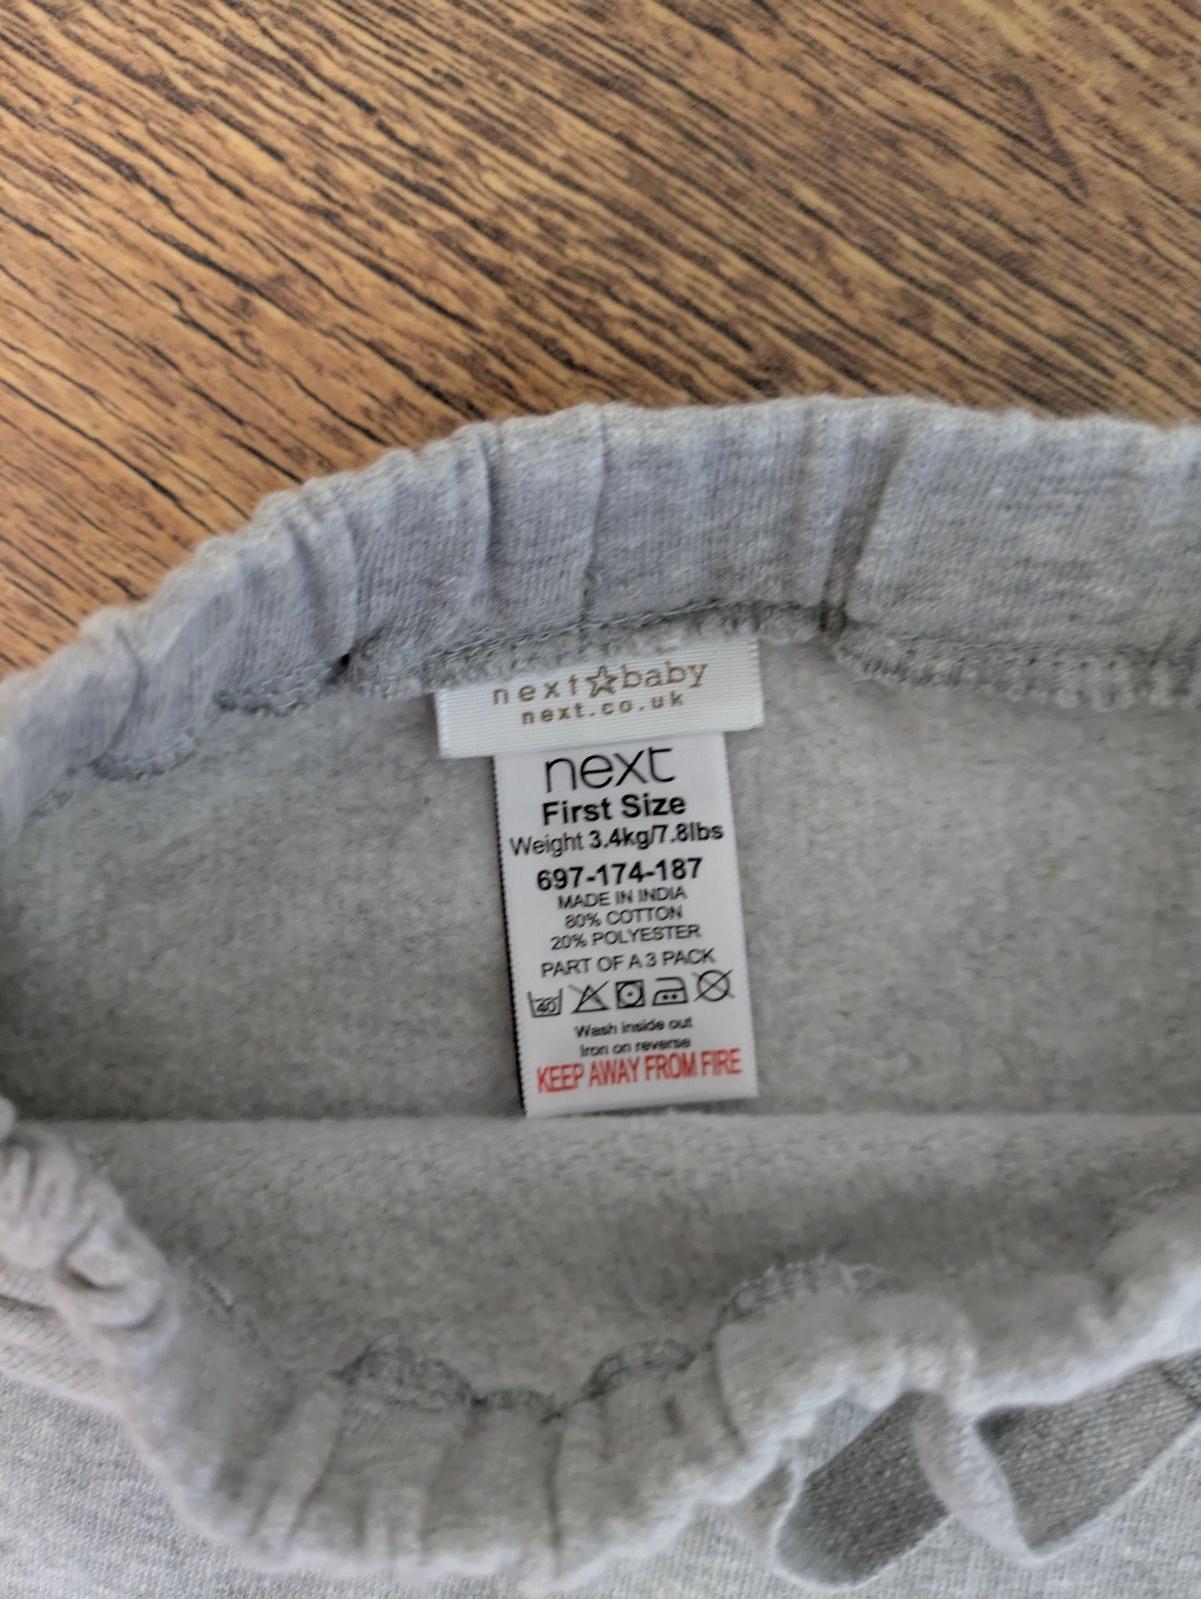 next☆baby
next.co.uk
next
First Size
Weight 3.4kg/7.8lbs
697-174-187
MADE IN INDIA
80% COTTON
20% POLYESTER
PART OF A 3 PACK
40
Wash inside out
Iron on reverse
KEEP AWAY FROM FIRE